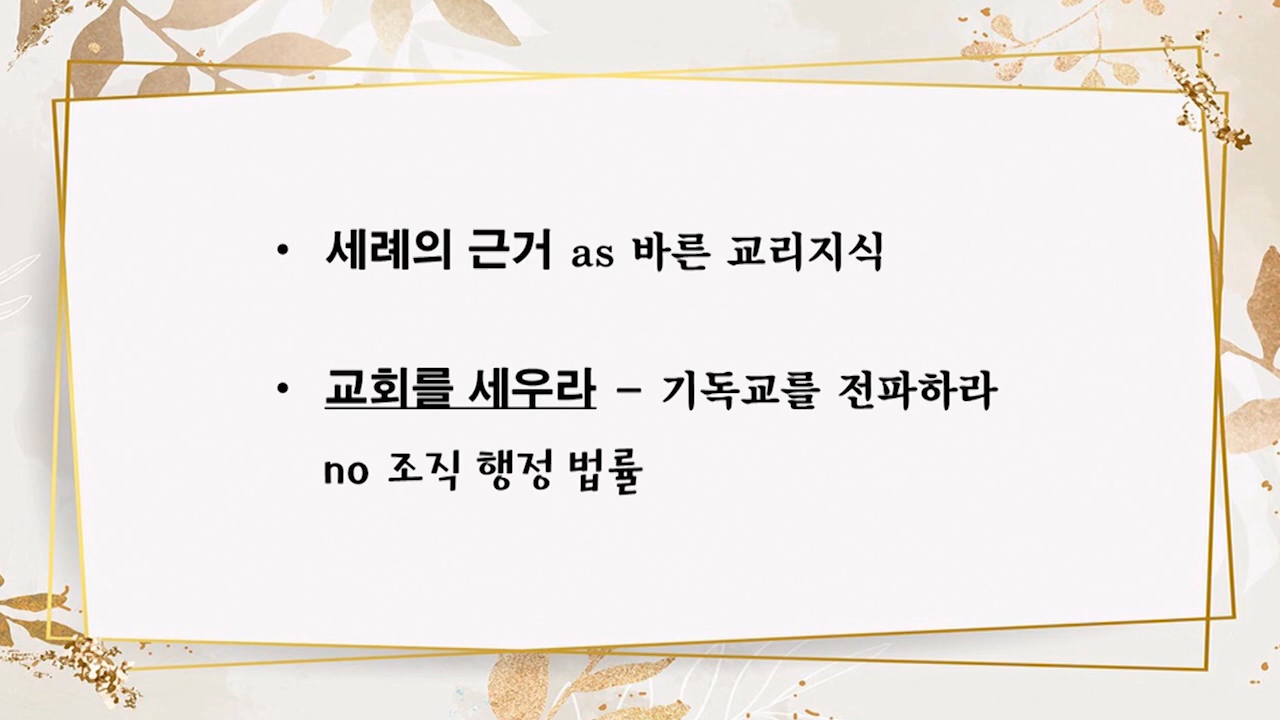 • 세례의 근거 as 바른 교리지식
• 교회를 세우라 – 기독교를 전파하라
no 조직 행정 법률